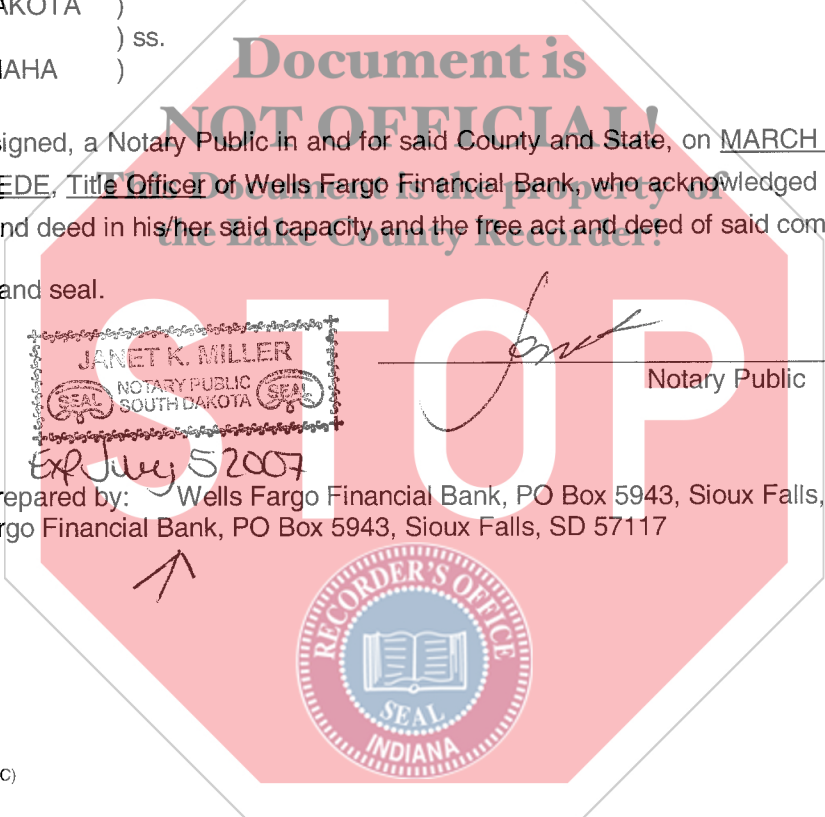 AKOTA )
) ss.
IAHA )
Document is
NOT OFFICIAL!
signed, a Notary Public in and for said County and State, on MARCH
This Document is the property of
EDE, Title Officer of Wells Fargo Financial Bank, who acknowledged
the Lake County Recorder!
nd deed in his/her said capacity and the free act and deed of said com
and seal.
STOP
JANET K. MILLER
NOTARY PUBLIC
SEAL SEAL
SOUTH DAKOTA
Notary Public
Exp July 5 2007
repared by: Wells Fargo Financial Bank, PO Box 5943, Sioux Falls,
rgo Financial Bank, PO Box 5943, Sioux Falls, SD 57117
RECORDER'S OFFICE
SEAL
INDIANA
C)